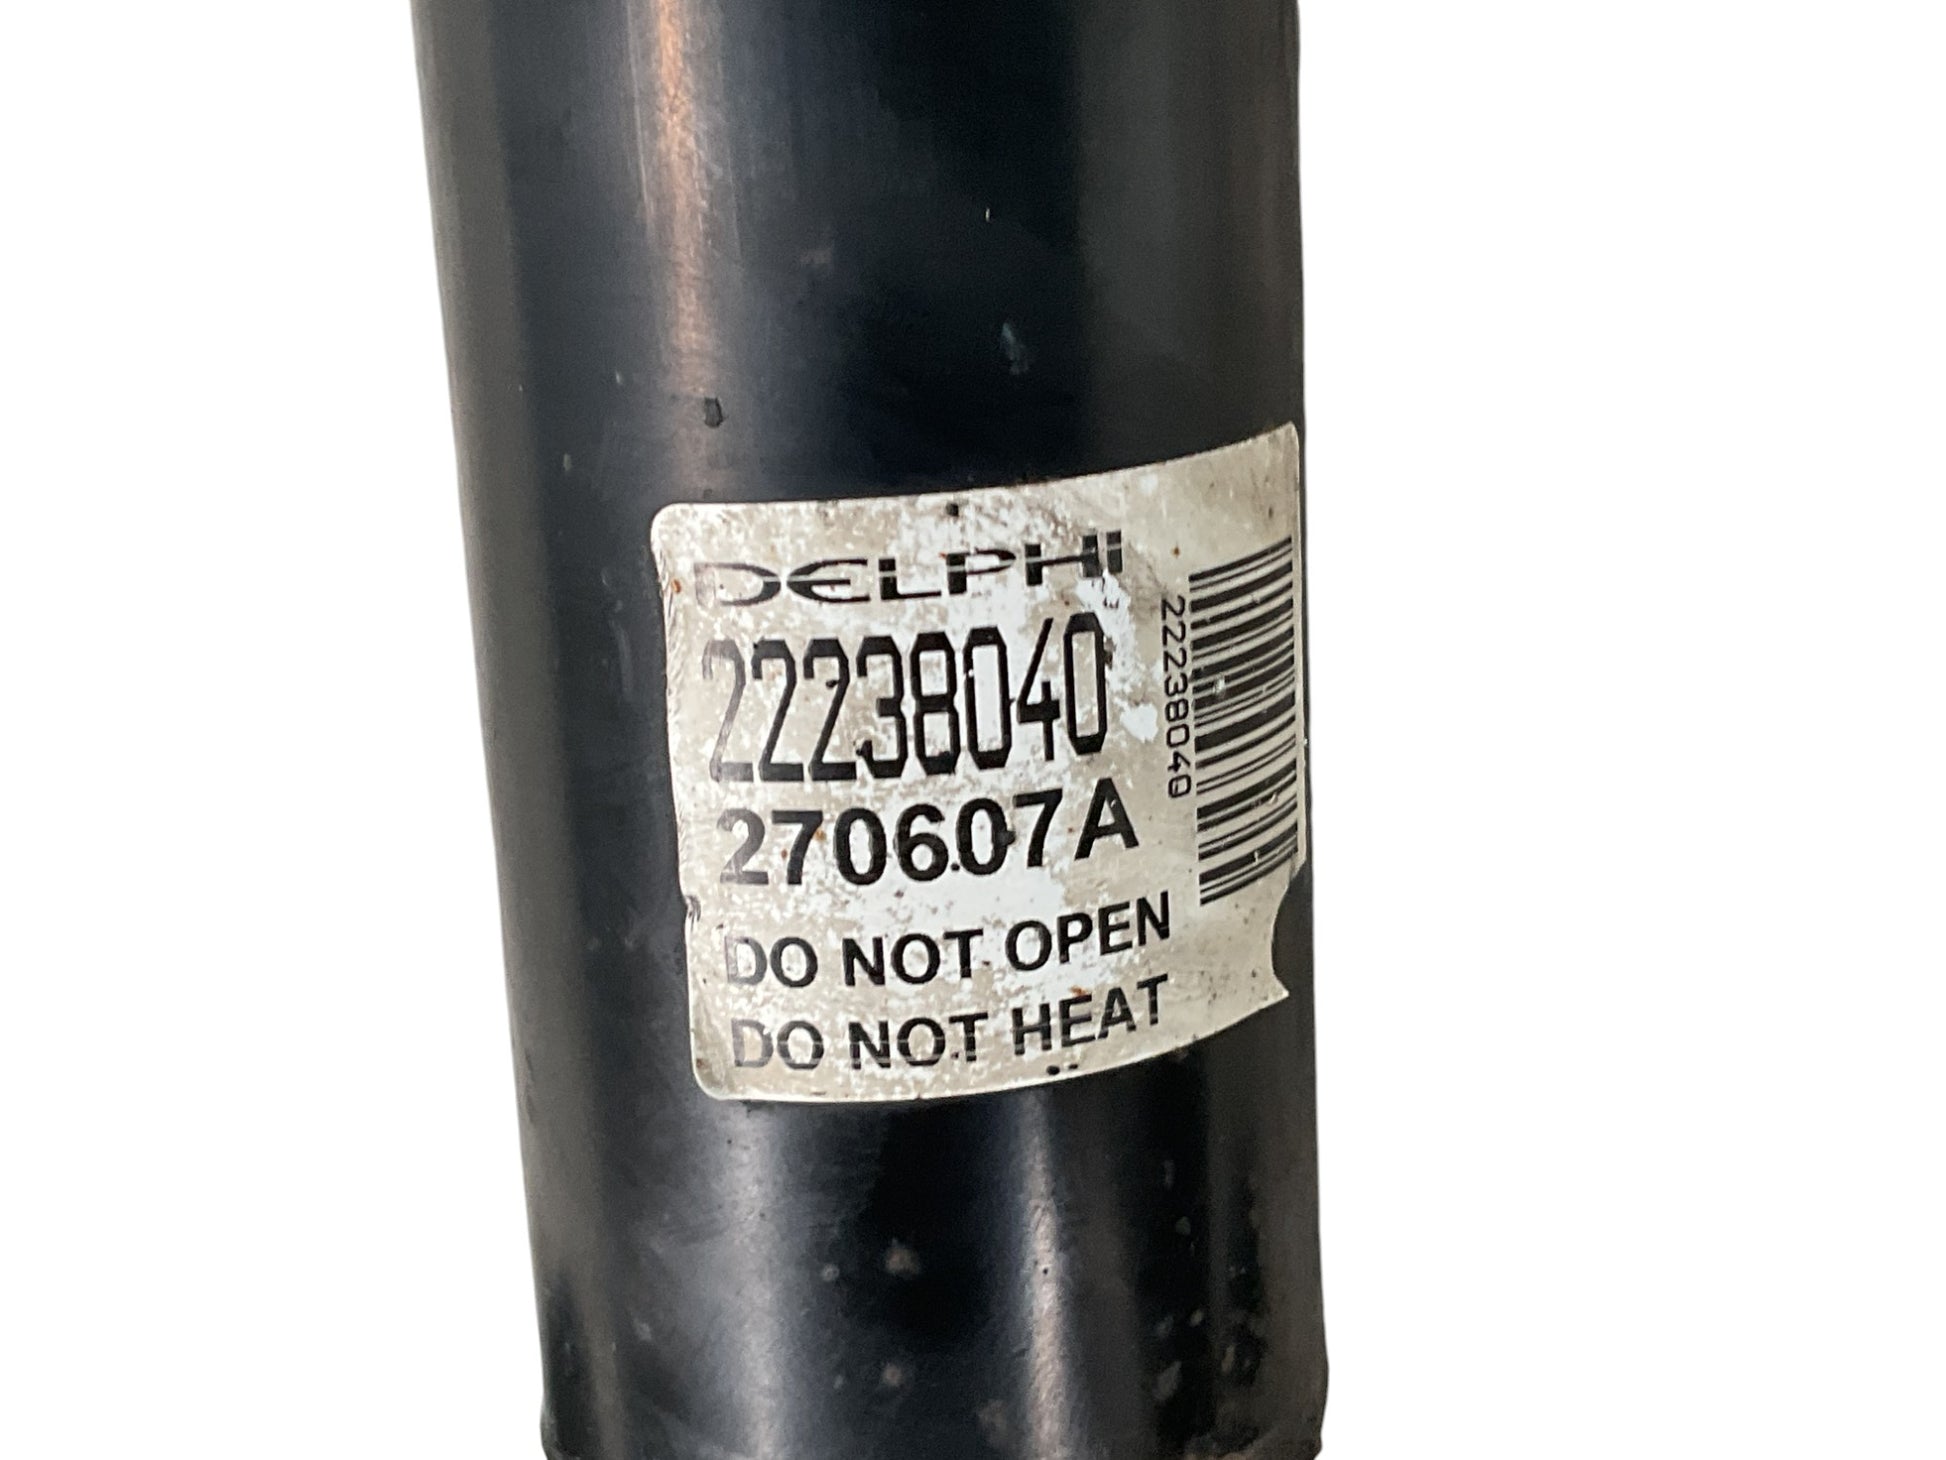 DELPHI
22238040
270607A
DO NOT OPEN
DO NOT HEAT
22238040